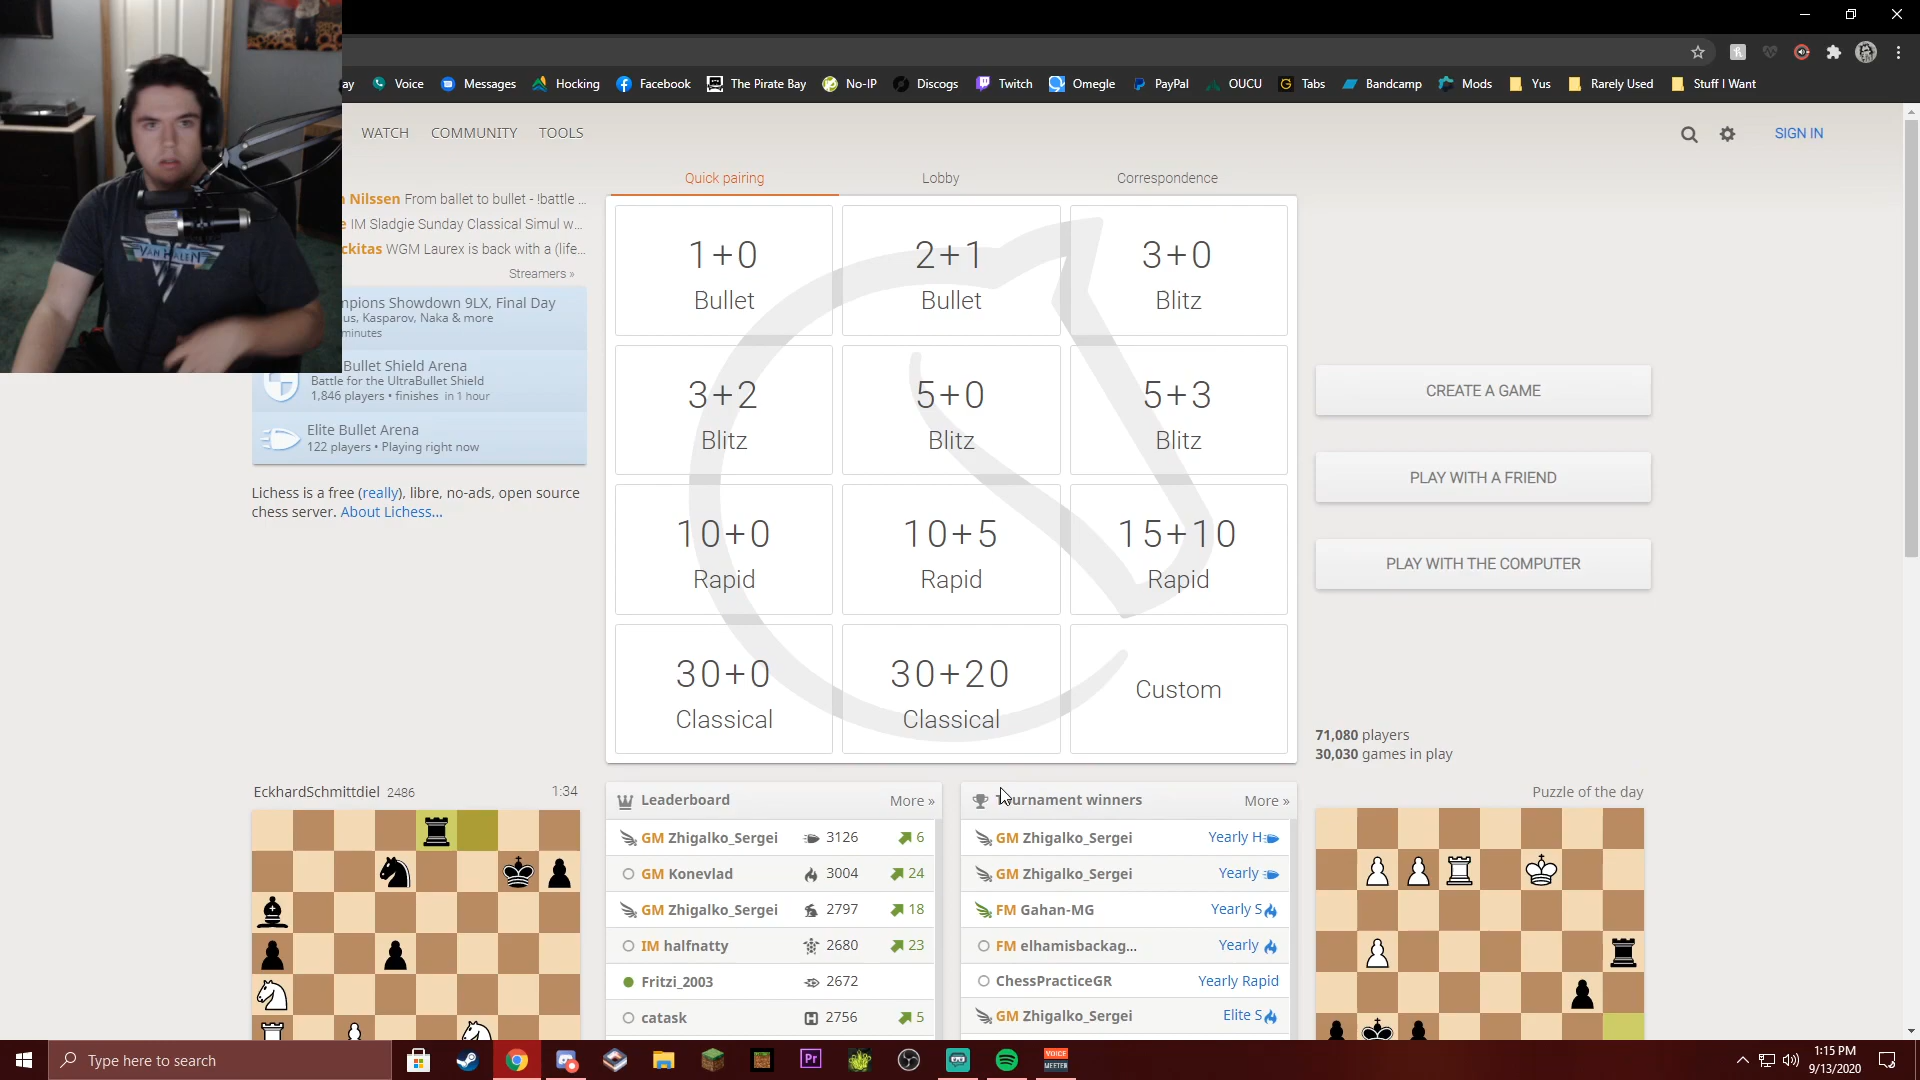 ay Voice Messages Hocking Facebook The Pirate Bay No-IP Discogs Twitch Omegle PayPal OUCU Tabs Bandcamp Mods Yus Rarely Used Stuff I Want
WATCH COMMUNITY TOOLS SIGN IN
Quick pairing Lobby Correspondence
Nilssen From ballet to bullet - !battle ...
e IM Sladgie Sunday Classical Simul w...
ckitas WGM Laurex is back with a (life...
Streamers »
mpions Showdown 9LX, Final Day
us, Kasparov, Naka & more
minutes
Bullet Shield Arena
Battle for the UltraBullet Shield
1,846 players • finishes in 1 hour
Elite Bullet Arena
122 players • Playing right now
Lichess is a free (really), libre, no-ads, open source
chess server. About Lichess...
1+0
Bullet
2+1
Bullet
3+0
Blitz
3+2
Blitz
5+0
Blitz
5+3
Blitz
10+0
Rapid
10+5
Rapid
15+10
Rapid
30+0
Classical
30+20
Classical
Custom
CREATE A GAME
PLAY WITH A FRIEND
PLAY WITH THE COMPUTER
71,080 players
30,030 games in play
EckhardSchmittdiel 2486 1:34
Leaderboard More »
GM Zhigalko_Sergei 3126 6
GM Konevlad 3004 24
GM Zhigalko_Sergei 2797 18
IM halfnatty 2680 23
Fritzi_2003 2672
catask 2756 5
Tournament winners More »
GM Zhigalko_Sergei Yearly H
GM Zhigalko_Sergei Yearly
FM Gahan-MG Yearly S
FM elhamisbackag... Yearly
ChessPracticeGR Yearly Rapid
GM Zhigalko_Sergei Elite S
Puzzle of the day
VAN HALEN
Type here to search
Pr
VOICE
MEETER
1:15 PM
9/13/2020